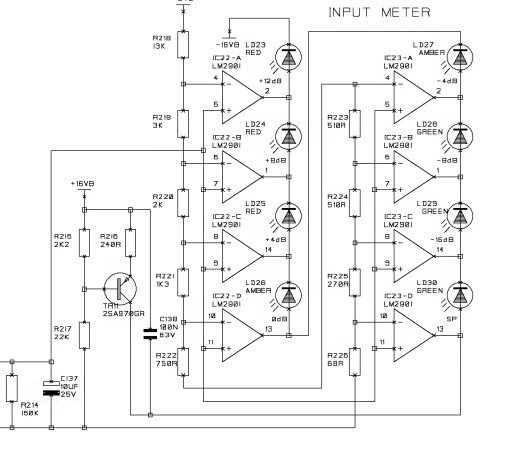 INPUT METER
R218
13K
-16VB
LD23
RED
IC22-A
LM2901
4
5
2
+12dB
LD27
AMBER
IC23-A
LM2901
4
5
2
-4dB
R219
3K
LD24
RED
IC22-B
LM2901
6
7
1
+8dB
R223
510R
LD28
GREEN
IC23-B
LM2901
6
7
1
-8dB
+16VB
R220
2K
LD25
RED
IC22-C
LM2901
8
9
14
+4dB
R224
510R
LD29
GREEN
IC23-C
LM2901
8
9
14
-16dB
R215
2K2
R216
240R
TR11
2SA970GR
R221
1K3
LD26
AMBER
IC22-D
LM2901
10
11
13
0dB
R225
270R
LD30
GREEN
IC23-D
LM2901
10
11
13
SP
R217
22K
C138
100N
63V
R222
750R
R226
68R
C137
10UF
25V
R214
150K